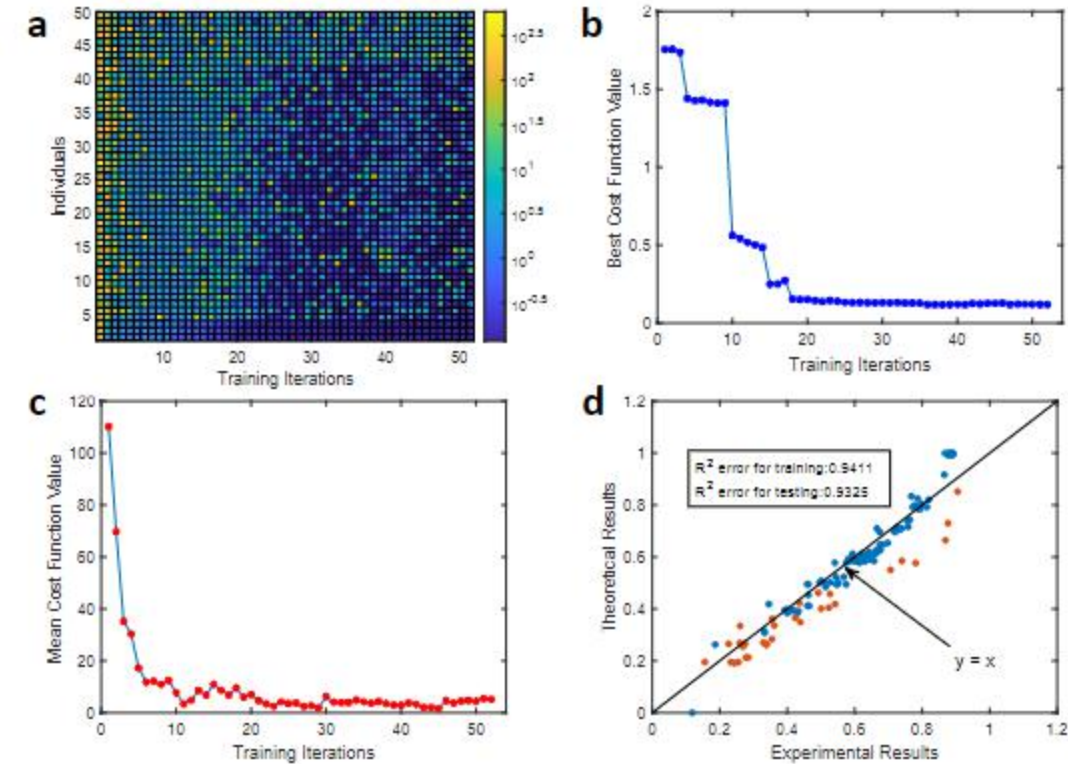 a
50
45
40
35
30
25
20
15
10
5
Individuals
10 20 30 40 50
Training Iterations
10^2.5
10^2
10^1.5
10^1
10^0.5
10^0
10^-0.5
b
2
1.5
1
0.5
0
Best Cost Function Value
0 10 20 30 40 50
Training Iterations
c
120
100
80
60
40
20
0
Mean Cost Function Value
0 10 20 30 40 50
Training Iterations
d
1.2
1
0.8
0.6
0.4
0.2
0
Theoretical Results
R² error for training:0.9411
R² error for testing:0.9325
y = x
0 0.2 0.4 0.6 0.8 1 1.2
Experimental Results